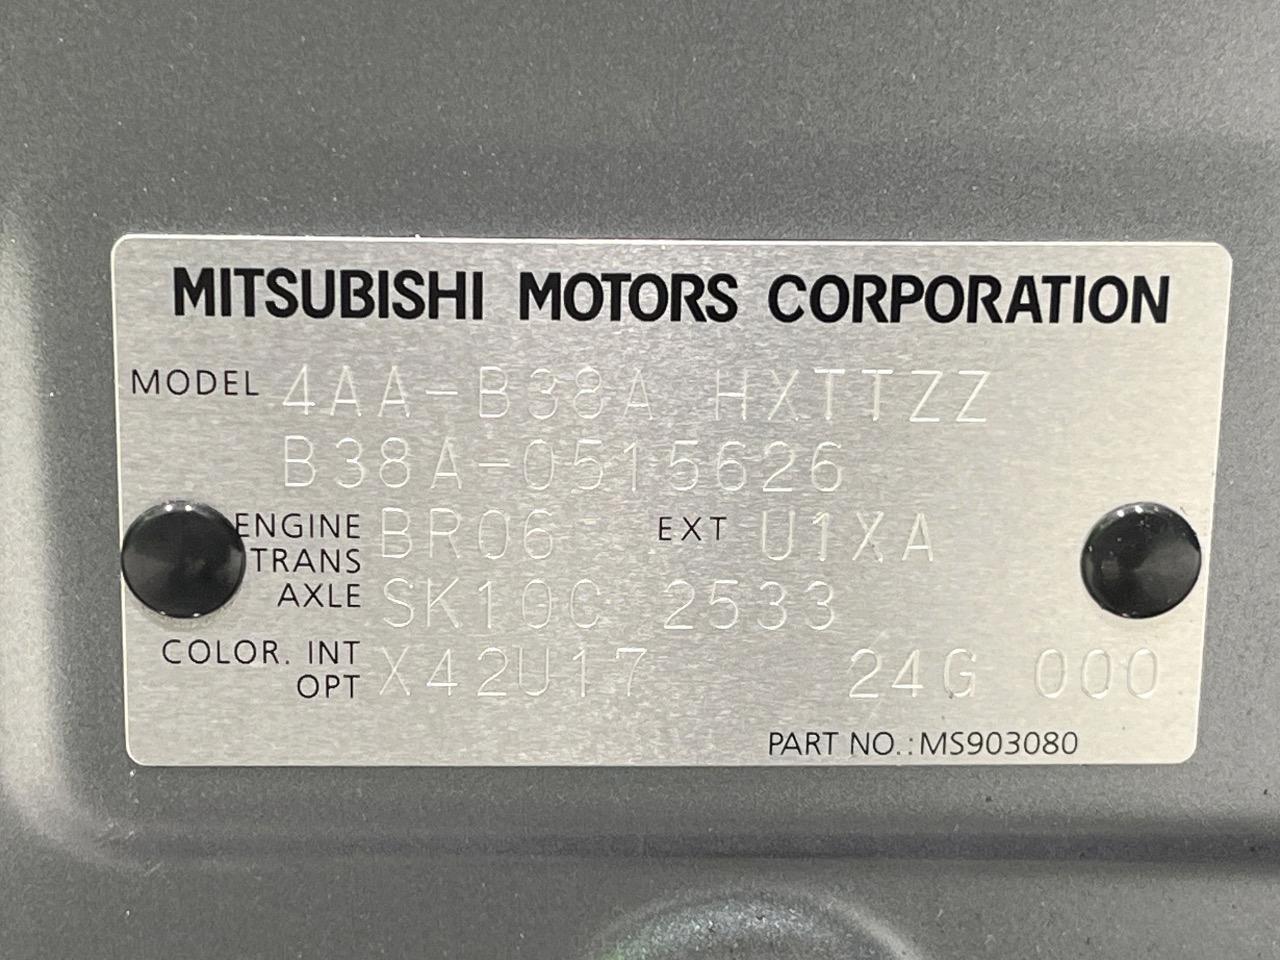 MITSUBISHI MOTORS CORPORATION
MODEL 4AA-B38A HXTTZZ
B38A-0515626
ENGINE BR06 EXT U1XA
TRANS
AXLE SK10C 2533
COLOR. INT
OPT X42U17 24G 000
PART NO.:MS903080